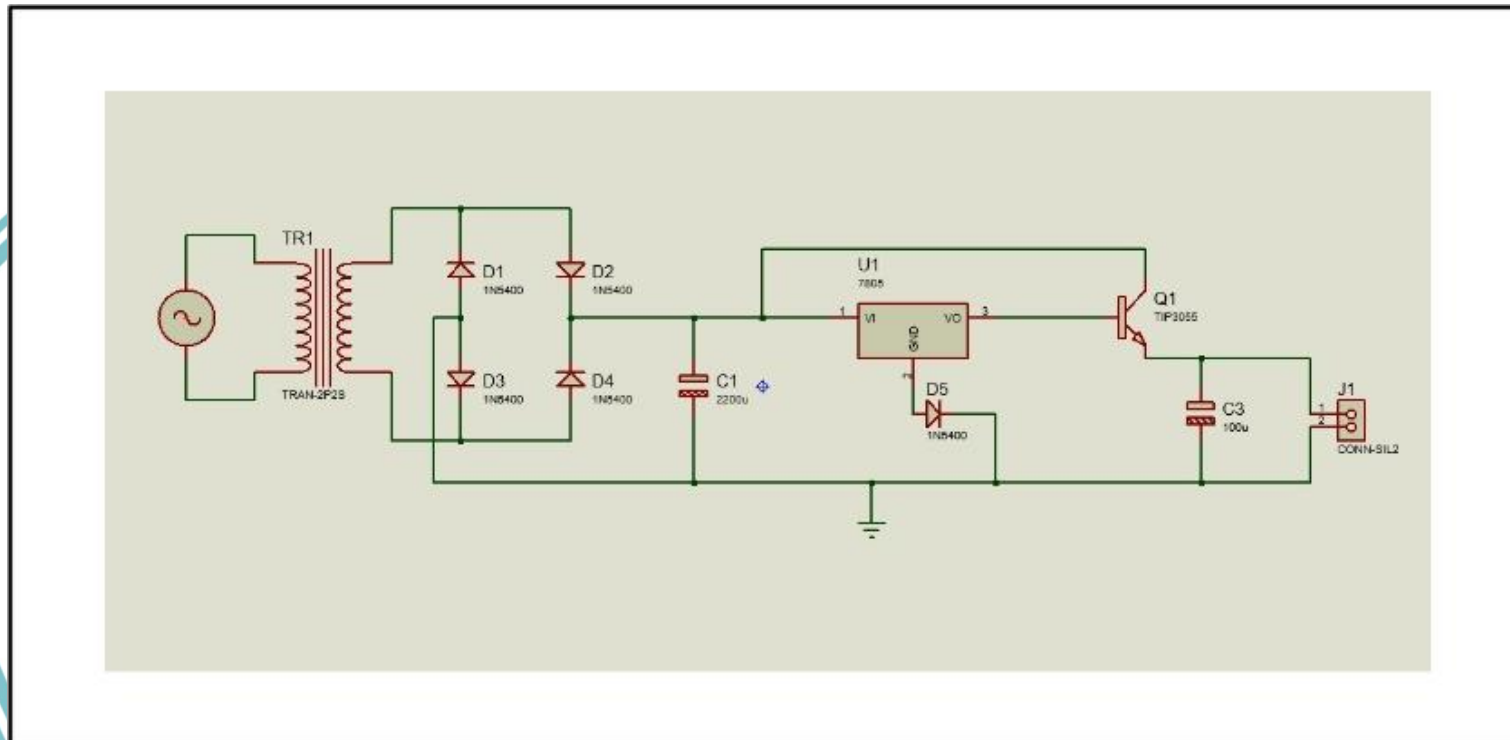 TR1
TRAN-2P2S
D1
1N5400
D2
1N5400
D3
1N5400
D4
1N5400
C1
2200u
U1
7805
1
VI
VO
3
GND
2
D5
1N5400
Q1
TIP3055
C3
100u
J1
1
2
CONN-SIL2